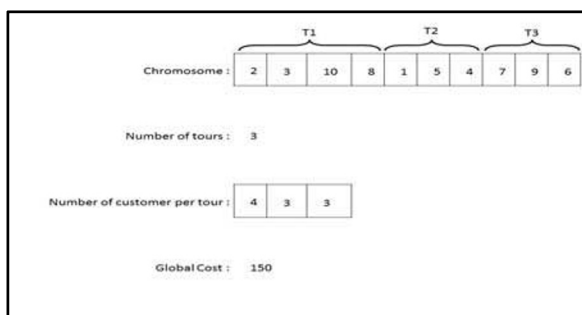 T1 T2 T3
Chromosome : 2 3 10 8 1 5 4 7 9 6
Number of tours : 3
Number of customer per tour : 4 3 3
Global Cost : 150